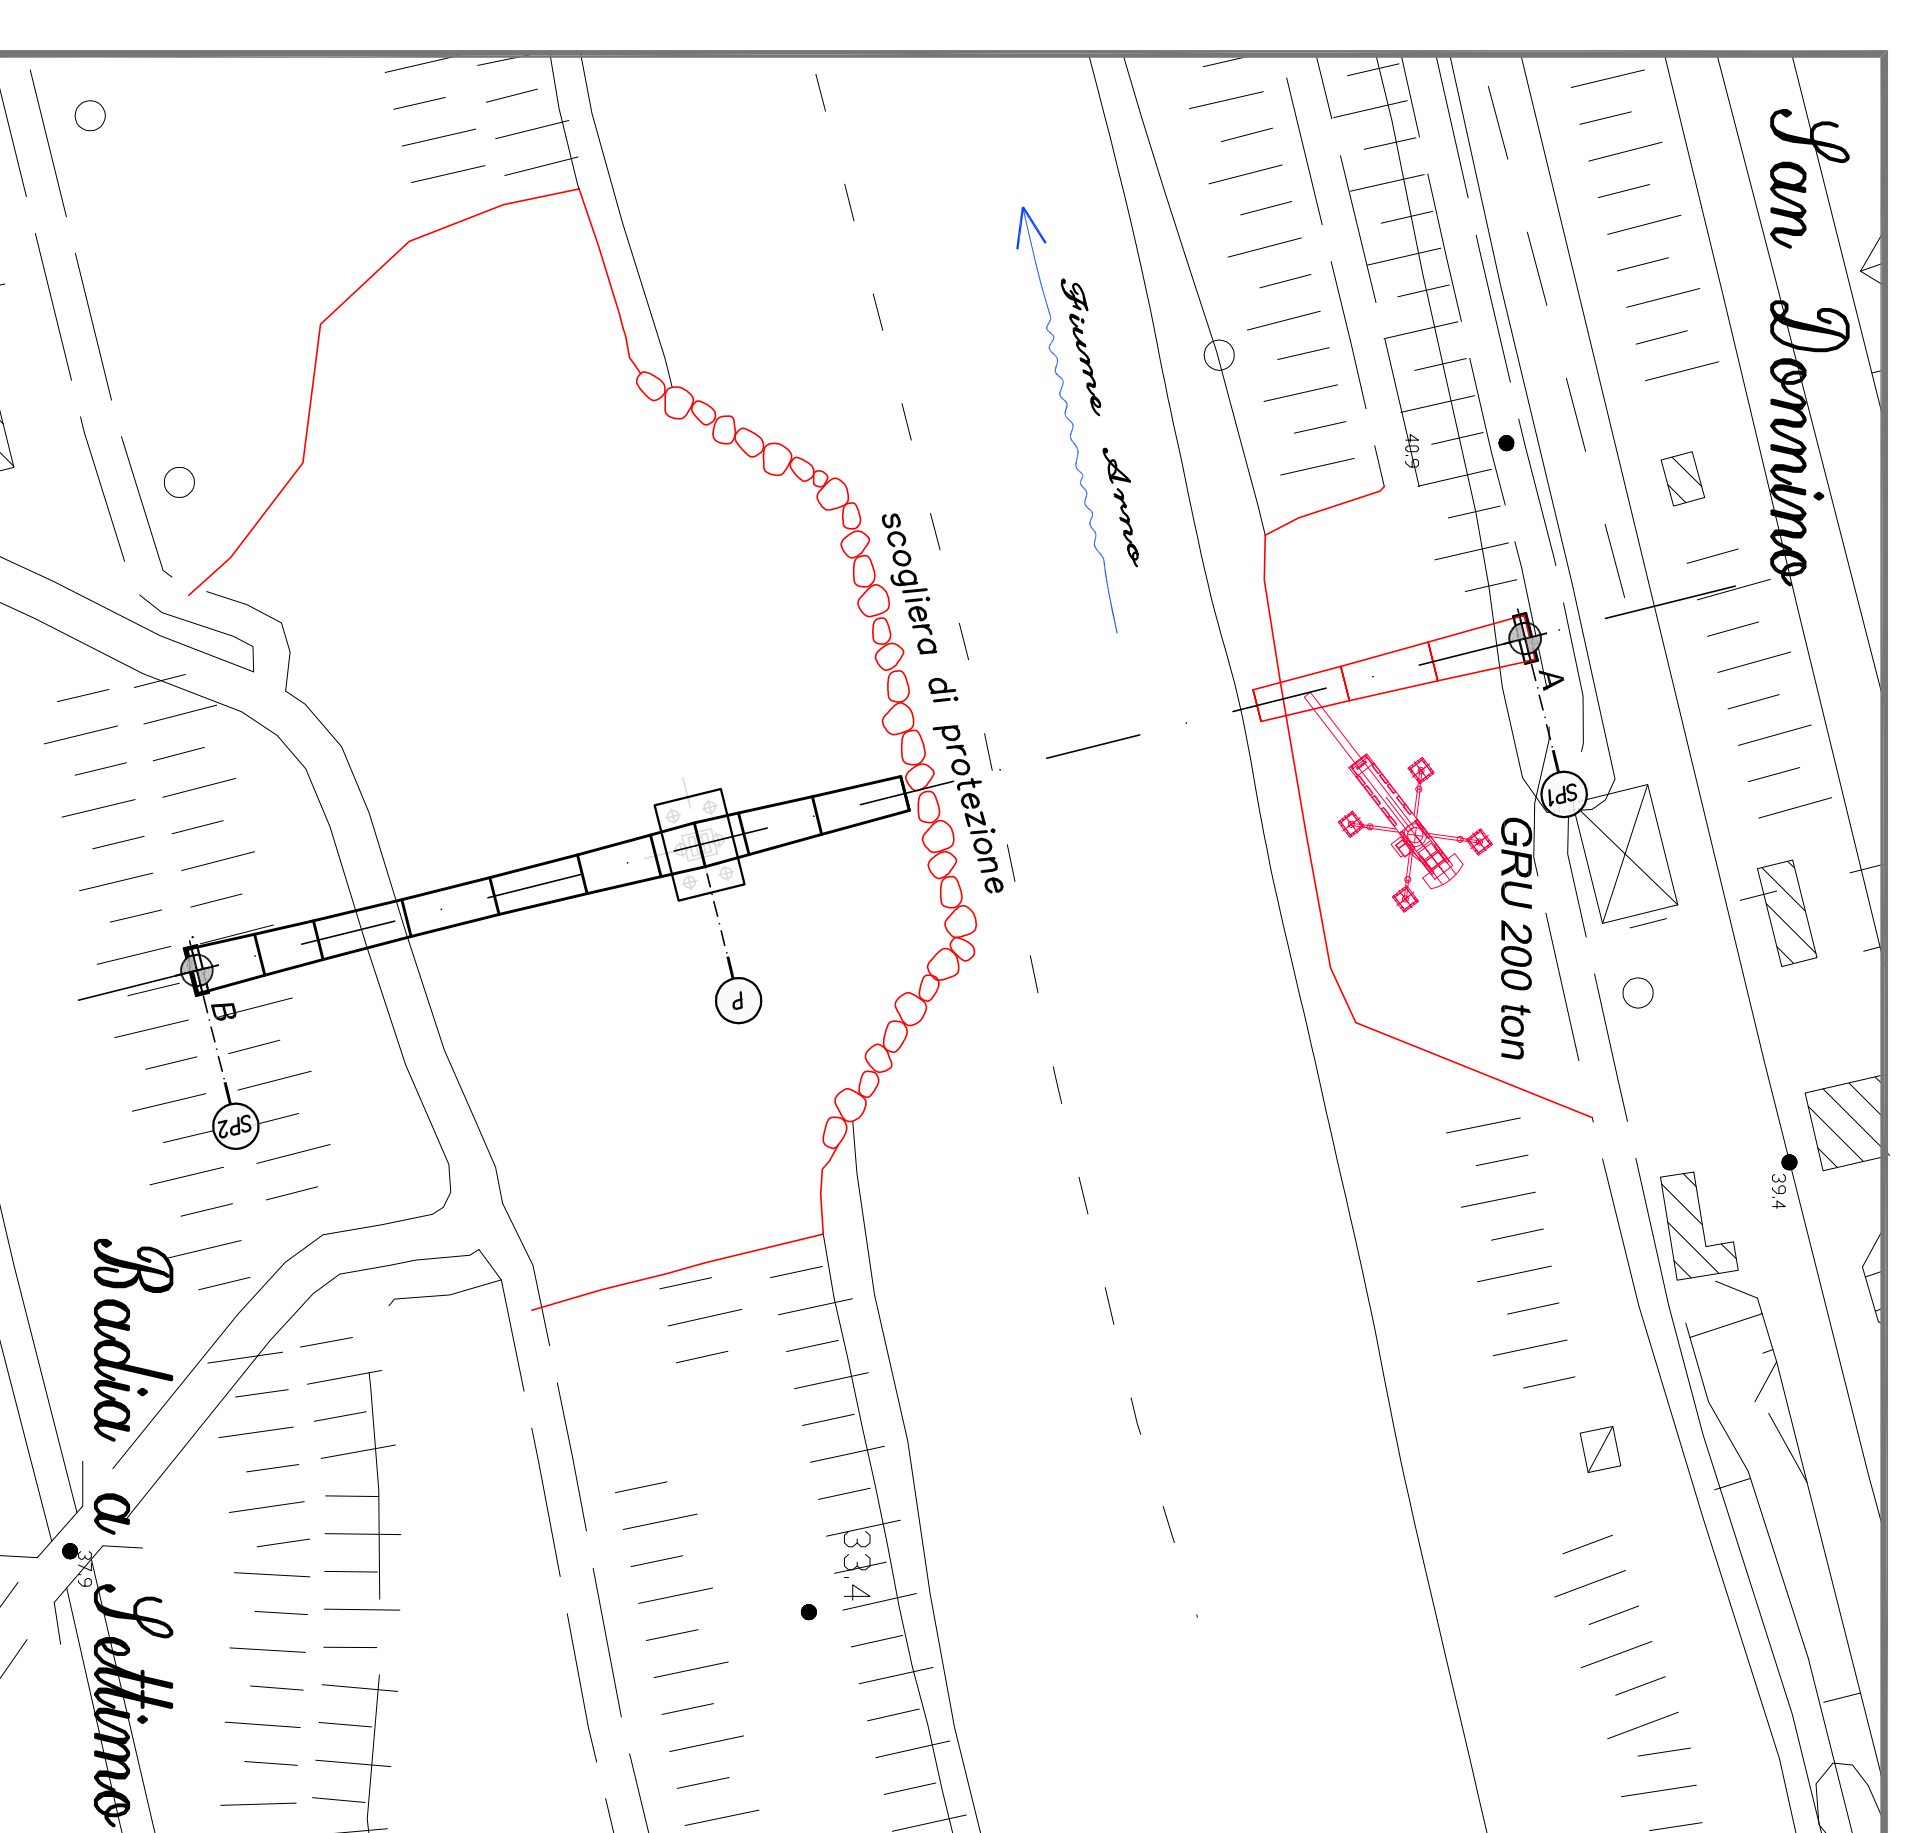 San Donnino
Fiume Arno
40.9
scogliera di protezione
A
SP1
GRU 200 ton
P
B
SP2
39.4
Badia a Settimo
33.4
37.9